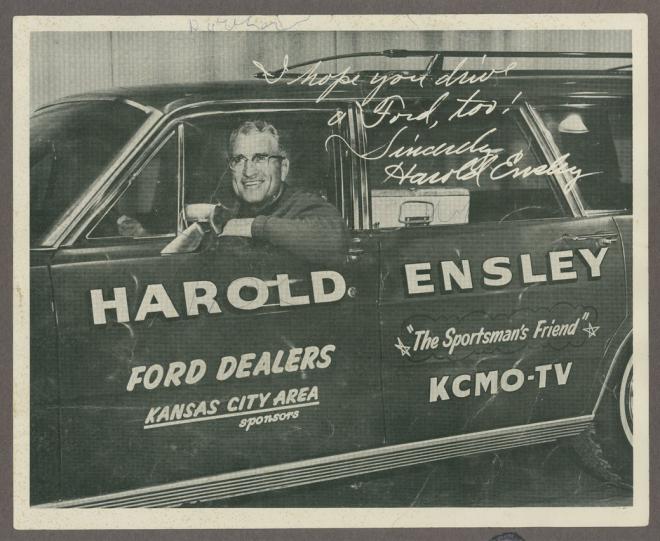 I hope you drive
a Ford, too!
Sincerely
Harold Ensley
HAROLD ENSLEY
"The Sportsman's Friend"
KCMO-TV
FORD DEALERS
KANSAS CITY AREA
sponsors